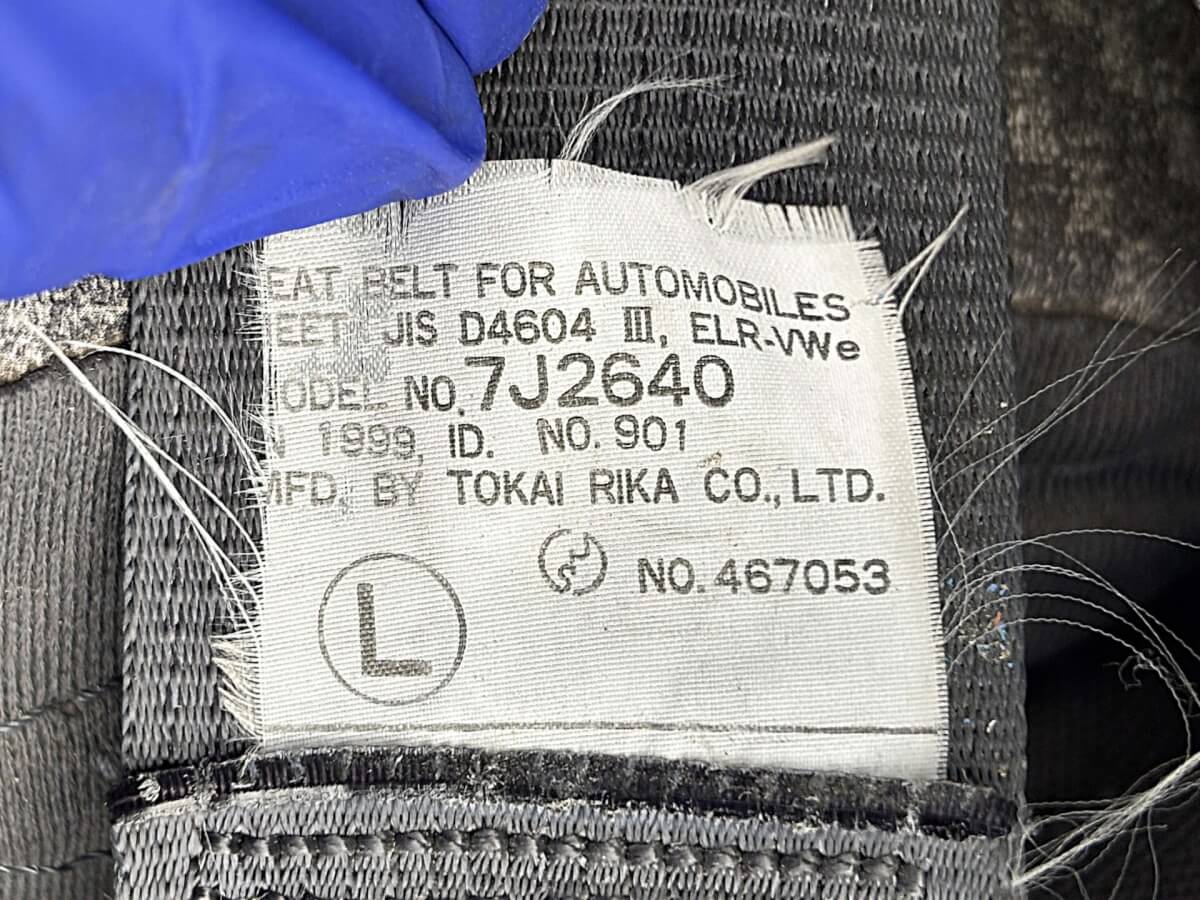 EAT BELT FOR AUTOMOBILES
EET JIS D4604 III, ELR-VWe
ODEL NO. 7J2640
N 1999, ID. NO. 901
MFD. BY TOKAI RIKA CO., LTD.
NO. 467053
L